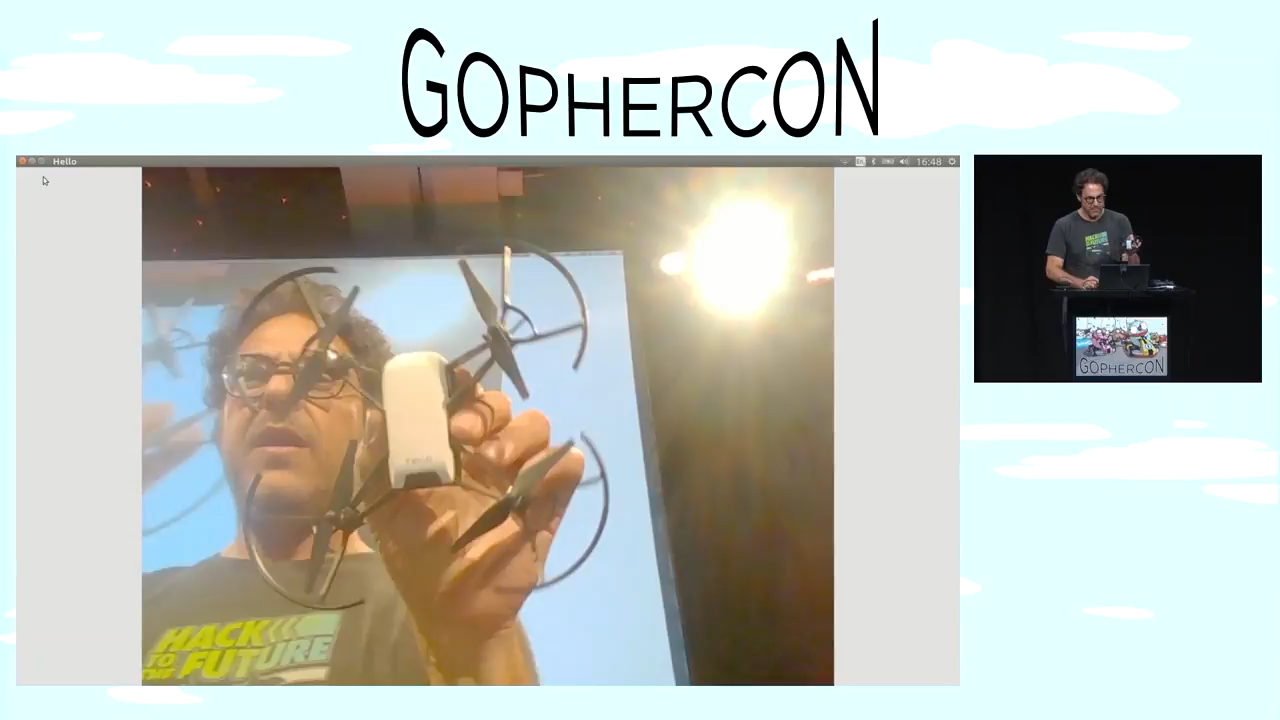 GOPHERCON
Hello
16:48
HACK
TO
THE FUTURE
GOPHERCON